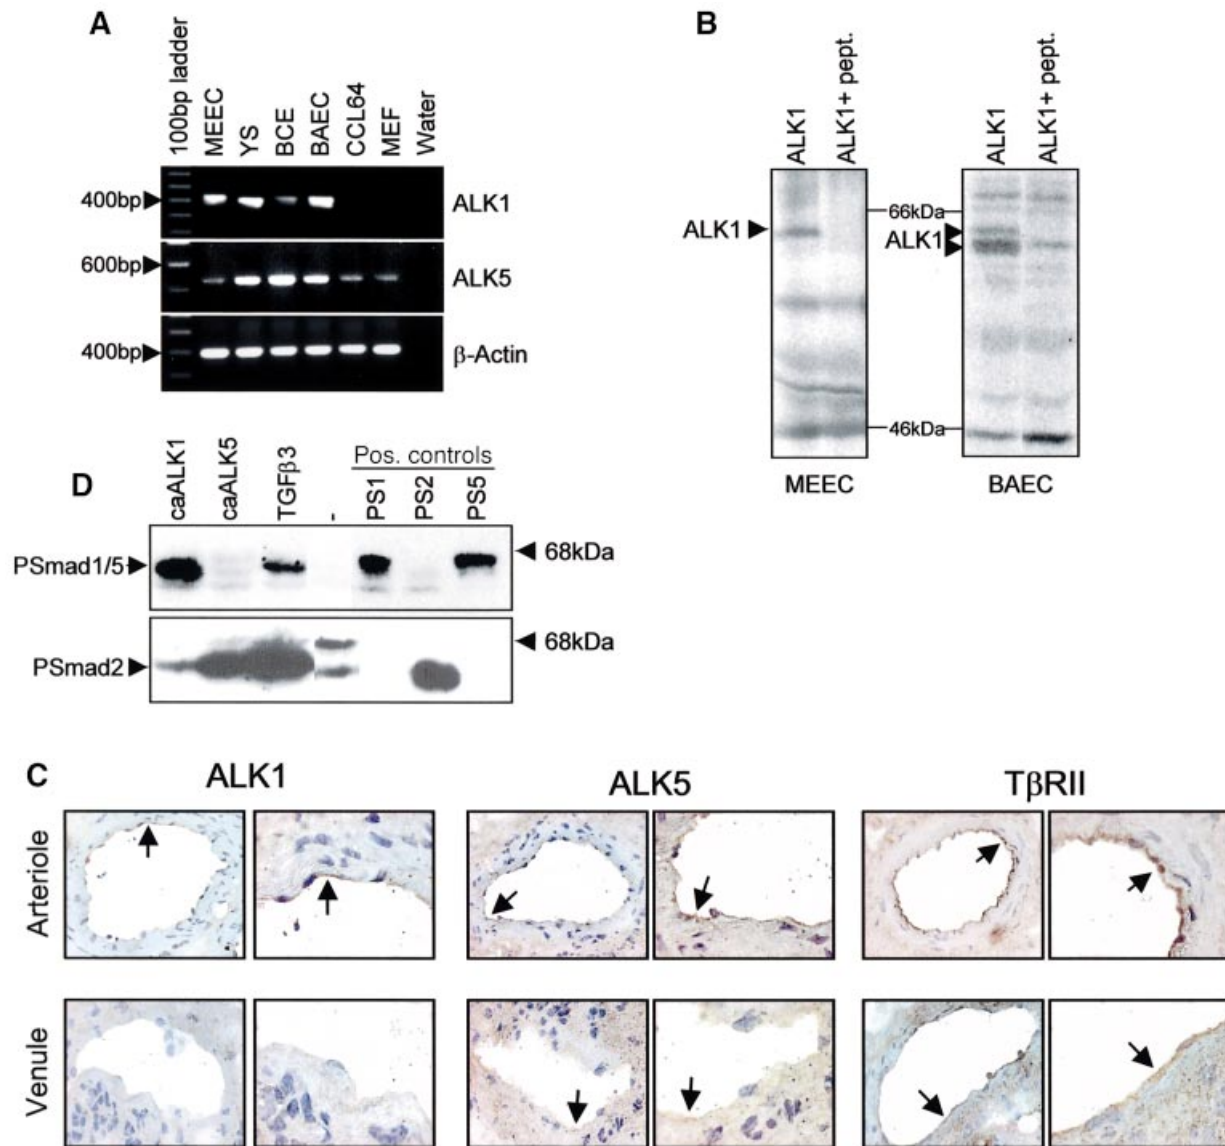 A
100bp ladder
MEEC
YS
BCE
BAEC
CCL64
MEF
Water
400bp
ALK1
600bp
ALK5
400bp
β-Actin
B
ALK1
ALK1+ pept.
ALK1
ALK1+ pept.
66kDa
ALK1
ALK1
46kDa
MEEC
BAEC
D
caALK1
caALK5
TGFβ3
-
Pos. controls
PS1
PS2
PS5
PSmad1/5
68kDa
PSmad2
68kDa
C
ALK1
ALK5
TβRII
Arteriole
Venule